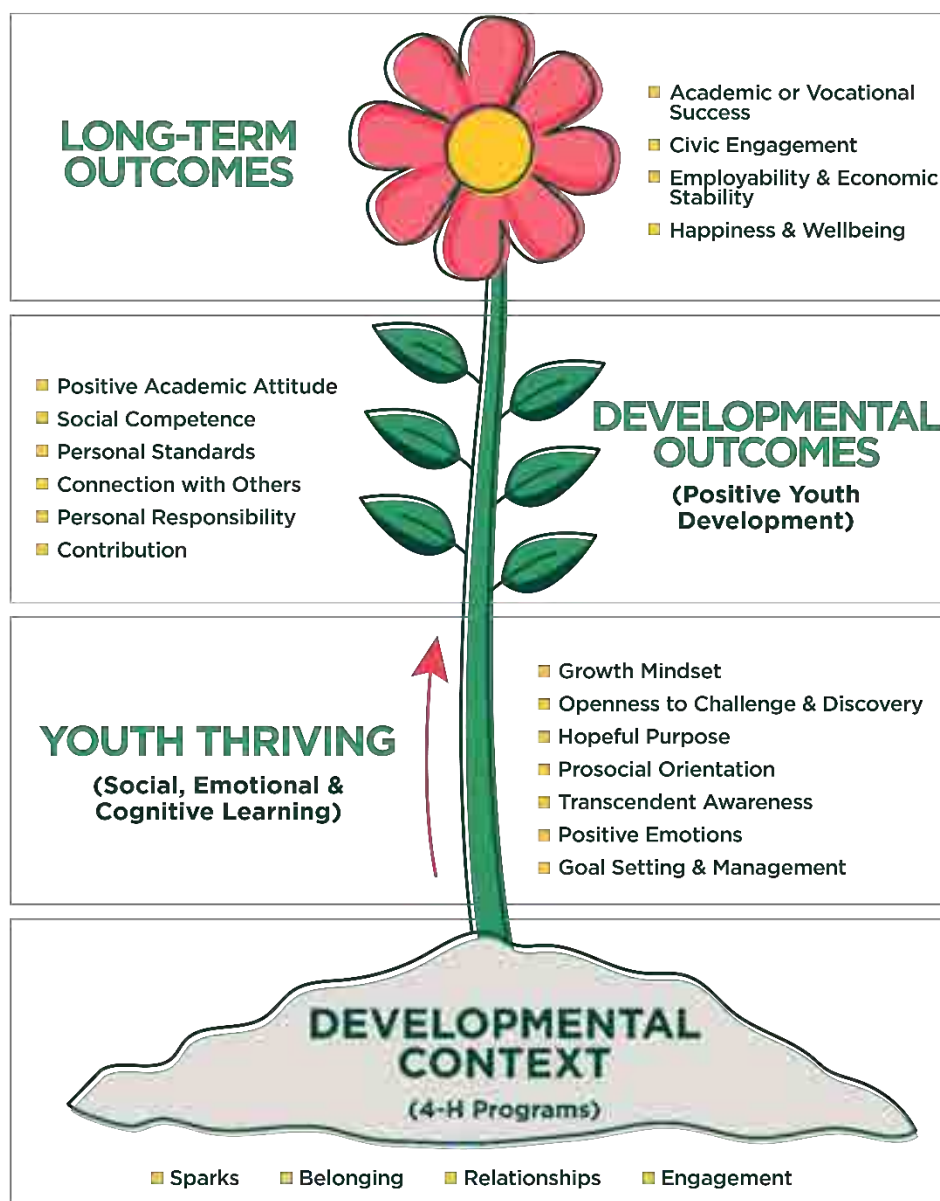 LONG-TERM
OUTCOMES
Academic or Vocational
Success
Civic Engagement
Employability & Economic
Stability
Happiness & Wellbeing
Positive Academic Attitude
Social Competence
Personal Standards
Connection with Others
Personal Responsibility
Contribution
DEVELOPMENTAL
OUTCOMES
(Positive Youth
Development)
YOUTH THRIVING
(Social, Emotional &
Cognitive Learning)
Growth Mindset
Openness to Challenge & Discovery
Hopeful Purpose
Prosocial Orientation
Transcendent Awareness
Positive Emotions
Goal Setting & Management
DEVELOPMENTAL
CONTEXT
(4-H Programs)
Sparks Belonging Relationships Engagement